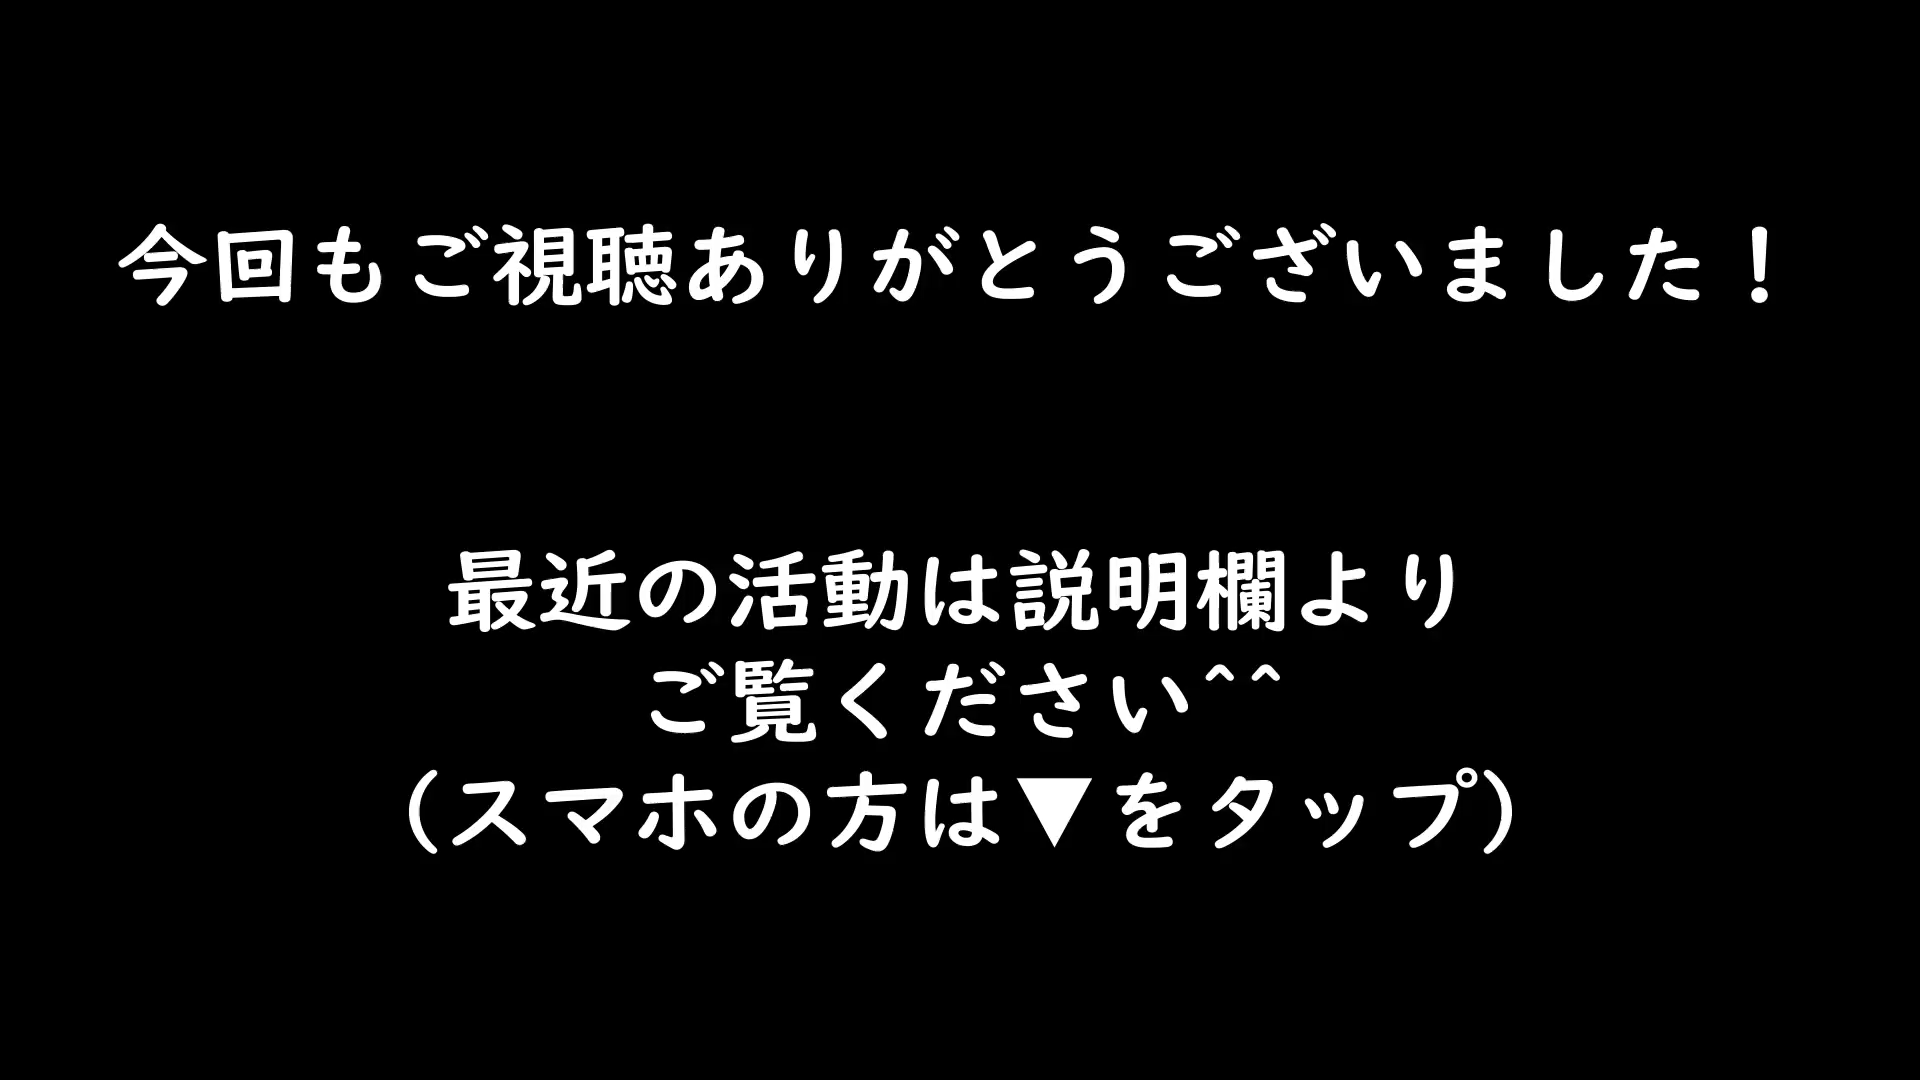 今回もご視聴ありがとうございました！
最近の活動は説明欄より
ご覧ください^^
(スマホの方は▼をタップ)